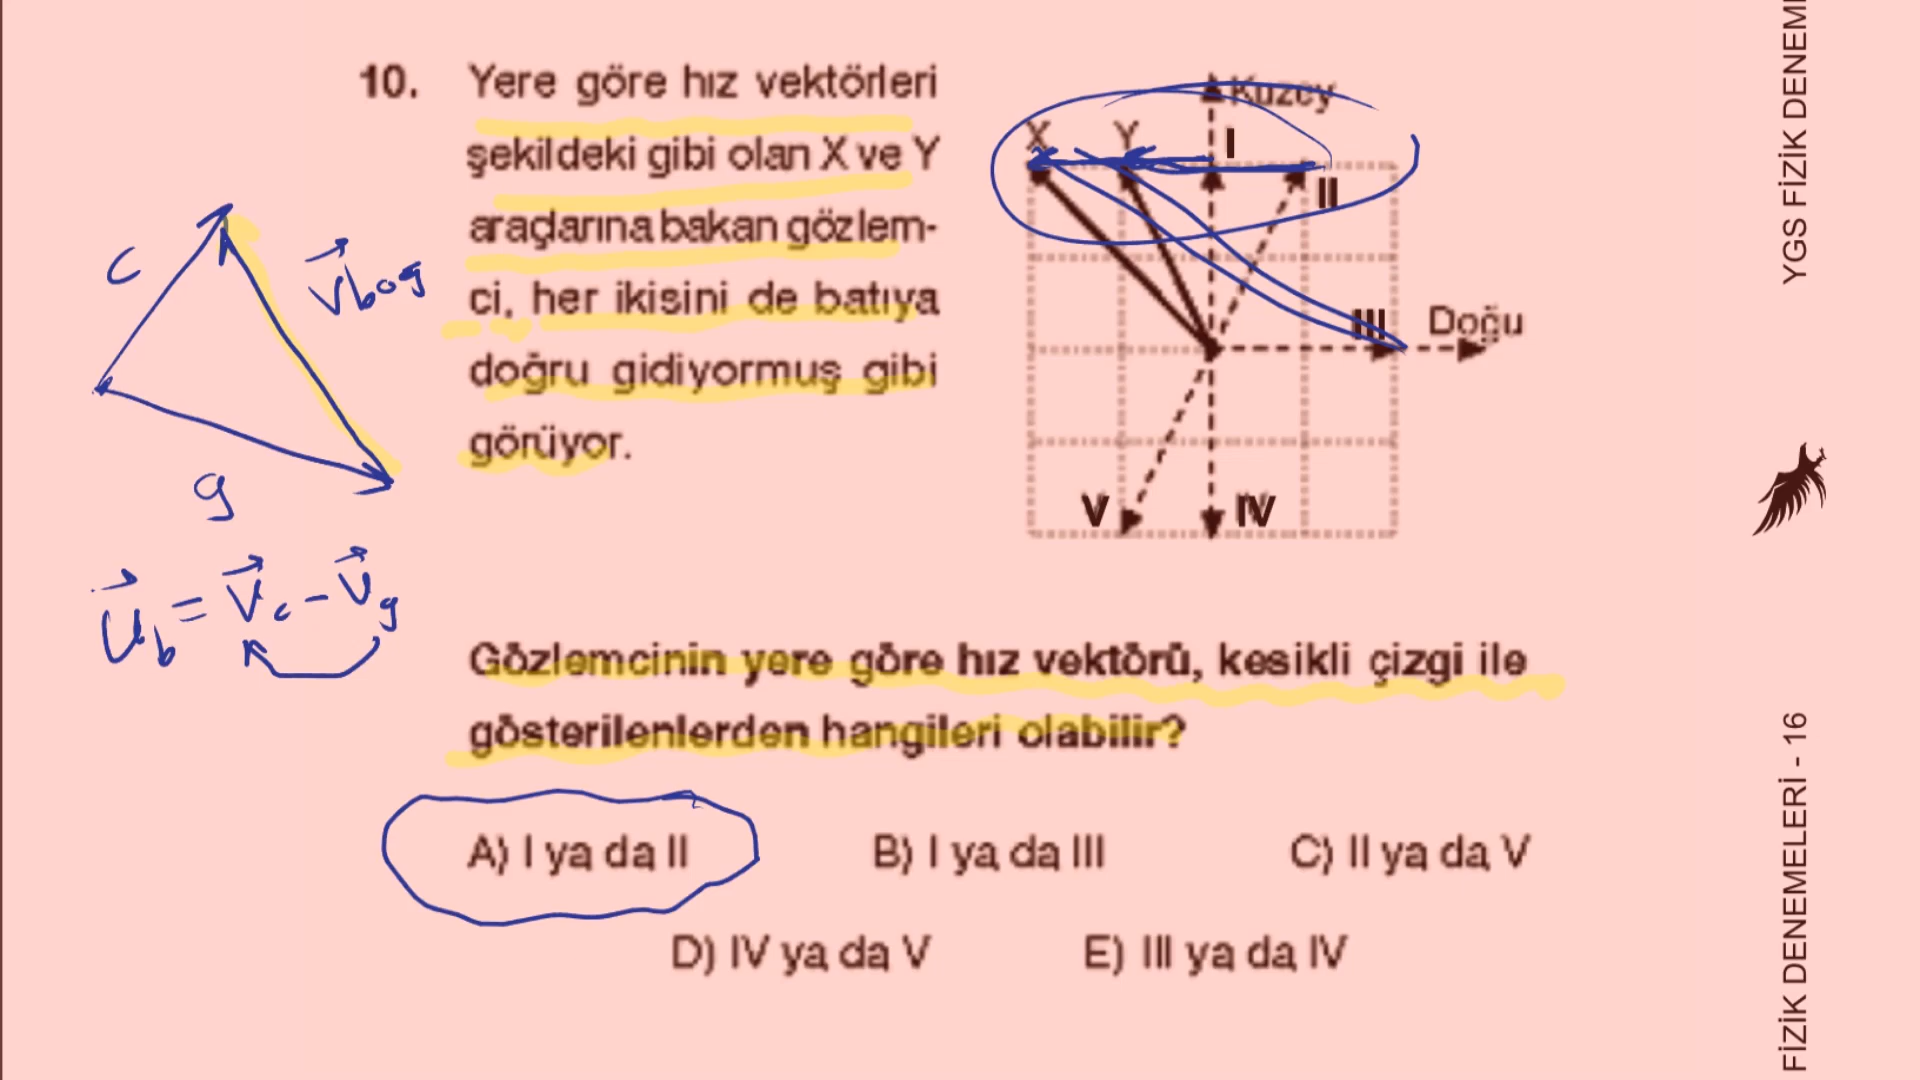 10. Yere göre hız vektörleri
şekildeki gibi olan X ve Y
araçlarına bakan gözlem-
ci, her ikisini de batıya
doğru gidiyormuş gibi
görüyor.
Kuzey
X Y I
II
III Doğu
V IV
c
g
V bog
U b = V c - V g
Gözlemcinin yere göre hız vektörü, kesikli çizgi ile
gösterilenlerden hangileri olabilir?
A) I ya da II B) I ya da III C) II ya da V
D) IV ya da V E) III ya da IV
YGS FİZİK DENEM
FİZİK DENEMELERİ - 16